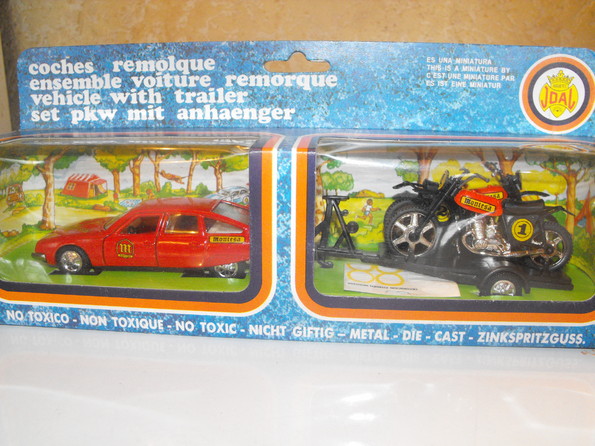 coches remolque
ensemble voiture remorque
vehicle with trailer
set pkw mit anhaenger
ES UNA MINIATURA
THIS IS A MINIATURE BY
C'EST UNE MINIATURE PAR
ES IST EINE MINIATUR
JOAL
M
Montesa
Montesa
1
NO TOXICO - NON TOXIQUE - NO TOXIC - NICHT GIFTIG - METAL - DIE - CAST - ZINKSPRITZGUSS.